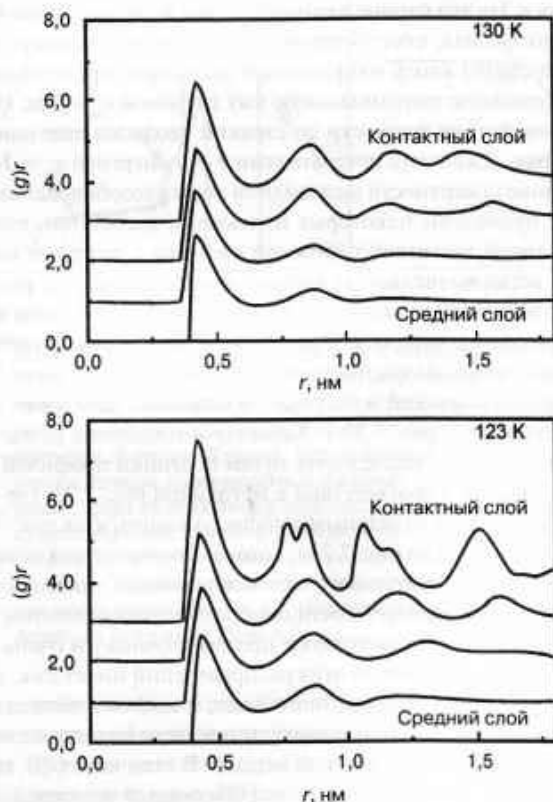 130 K
8,0
6,0
4,0
2,0
0,0
(g)r
Контактный слой
Средний слой
0,0 0,5 1,0 1,5
r, нм
123 K
8,0
6,0
4,0
2,0
0,0
(g)r
Контактный слой
Средний слой
0,0 0,5 1,0 1,5
r, нм